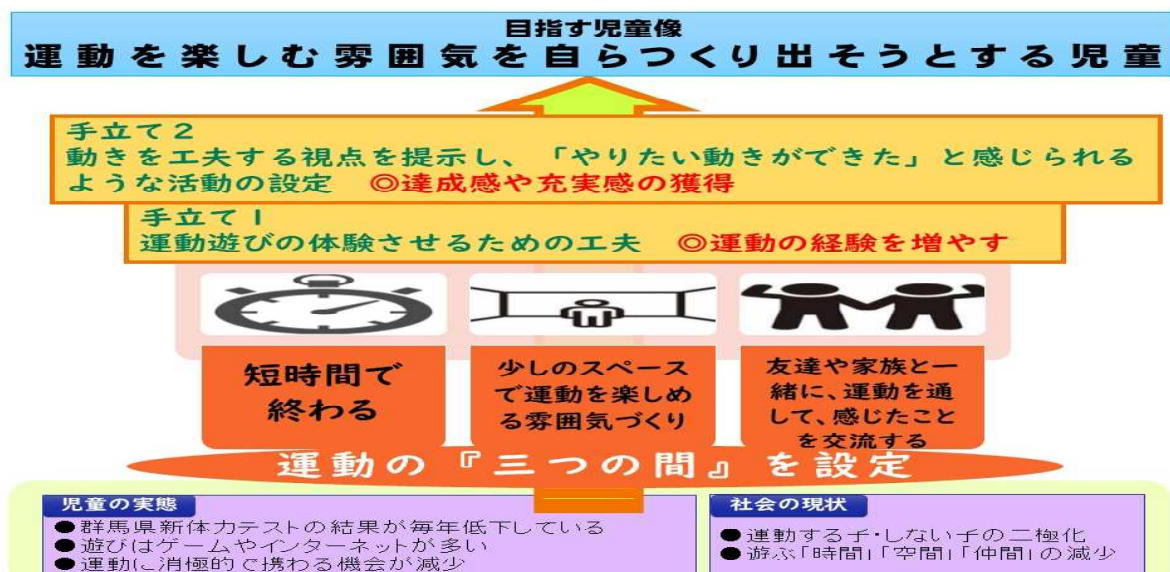 目指す児童像
運動を楽しむ雰囲気を自らつくり出そうとする児童
手立て2
動きを工夫する視点を提示し、「やりたい動きができた」と感じられる
ような活動の設定 ◎達成感や充実感の獲得
手立て1
運動遊びの体験させるための工夫 ◎運動の経験を増やす
短時間で
終わる
少しのスペース
で運動を楽しめ
る雰囲気づくり
友達や家族と一
緒に、運動を通
して、感じたこと
を交流する
運動の『三つの間』を設定
児童の実態
●群馬県新体力テストの結果が毎年低下している
●遊びはゲームやインターネットが多い
●運動に消極的で携わる機会が減少
社会の現状
●運動する子・しない子の二極化
●遊ぶ「時間」「空間」「仲間」の減少